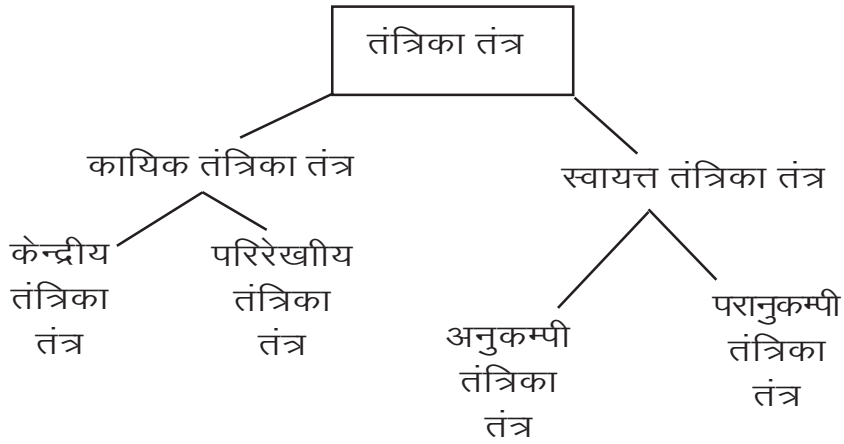 तंत्रिका तंत्र
कायिक तंत्रिका तंत्र
स्वायत्त तंत्रिका तंत्र
केन्द्रीय
तंत्रिका
तंत्र
परिरेखाीय
तंत्रिका
तंत्र
अनुकम्पी
तंत्रिका
तंत्र
परानुकम्पी
तंत्रिका
तंत्र